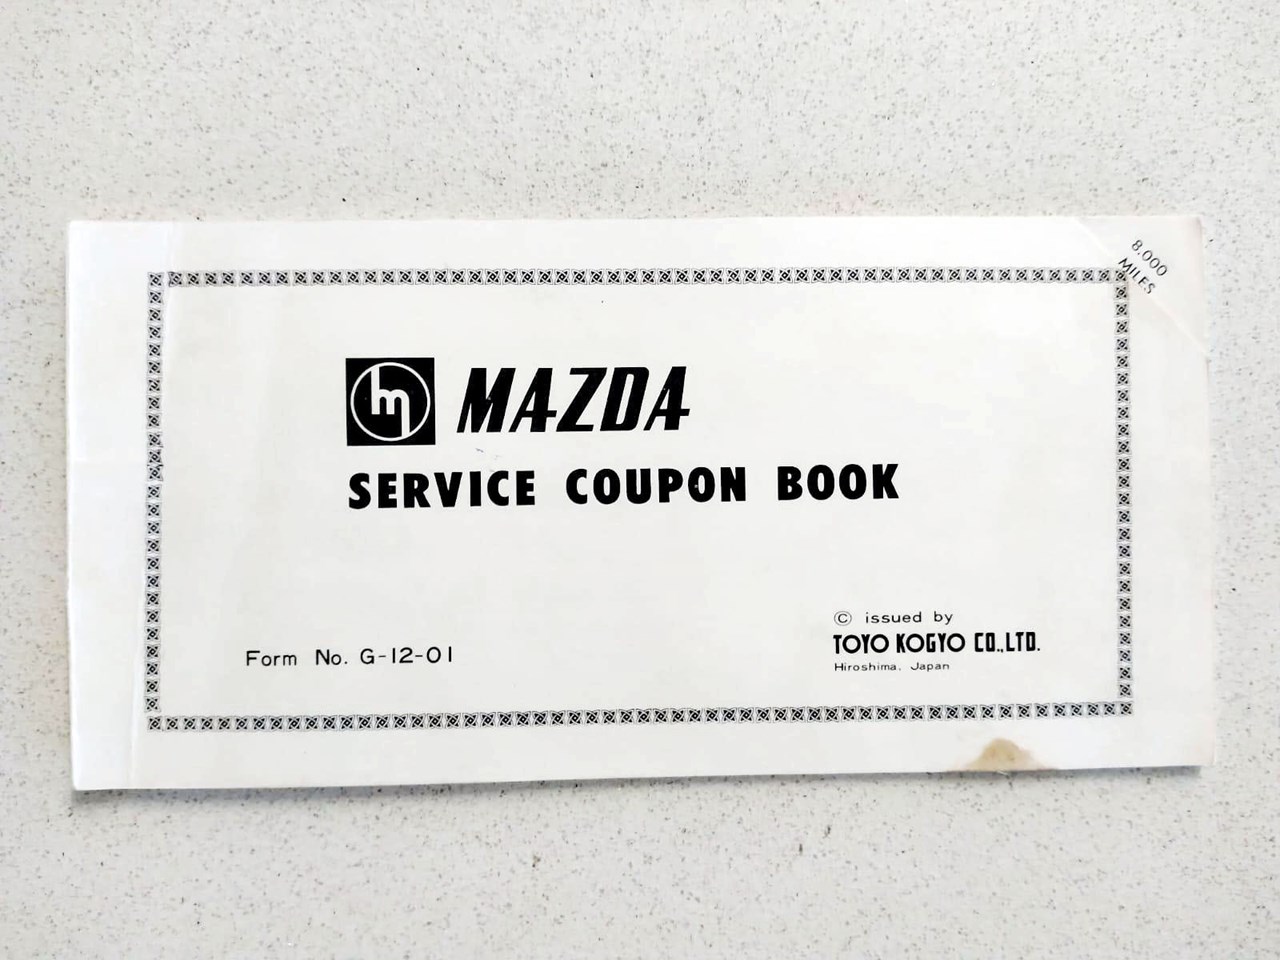 8.000
MILES
m MAZDA
SERVICE COUPON BOOK
© issued by
TOYO KOGYO CO.,LTD.
Hiroshima. Japan
Form No. G-12-01